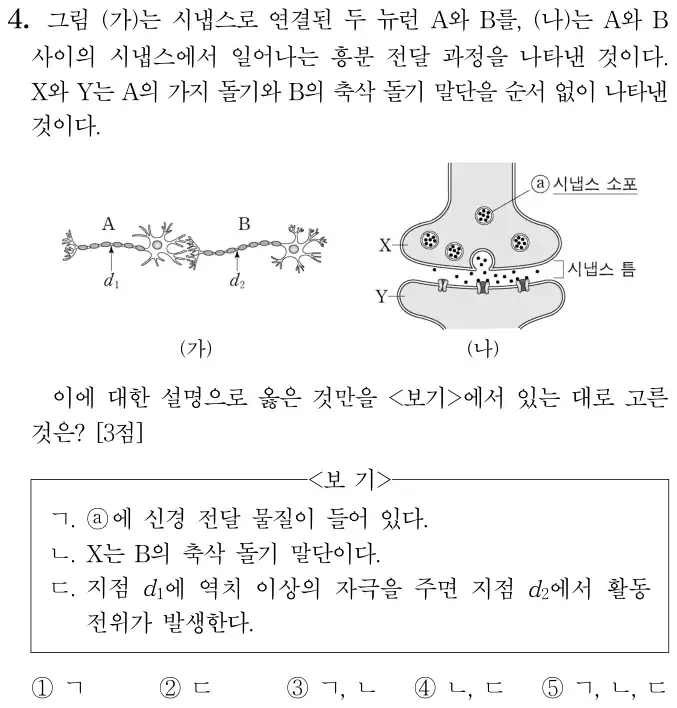 4. 그림 (가)는 시냅스로 연결된 두 뉴런 A와 B를, (나)는 A와 B
사이의 시냅스에서 일어나는 흥분 전달 과정을 나타낸 것이다.
X와 Y는 A의 가지 돌기와 B의 축삭 돌기 말단을 순서 없이 나타낸
것이다.
A
B
d₁
d₂
(가)
ⓐ 시냅스 소포
X
시냅스 틈
Y
(나)
이에 대한 설명으로 옳은 것만을 <보기>에서 있는 대로 고른
것은? [3점]
<보 기>
ㄱ. ⓐ에 신경 전달 물질이 들어 있다.
ㄴ. X는 B의 축삭 돌기 말단이다.
ㄷ. 지점 d₁에 역치 이상의 자극을 주면 지점 d₂에서 활동
전위가 발생한다.
① ㄱ ② ㄷ ③ ㄱ, ㄴ ④ ㄴ, ㄷ ⑤ ㄱ, ㄴ, ㄷ